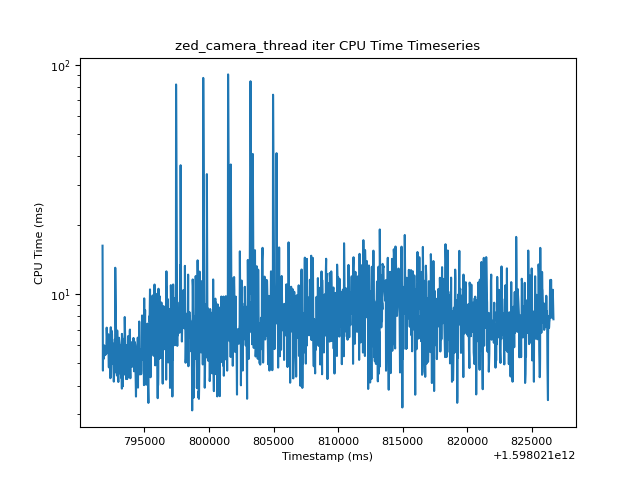 zed_camera_thread iter CPU Time Timeseries
10²
10¹
CPU Time (ms)
795000 800000 805000 810000 815000 820000 825000
Timestamp (ms)
+1.598021e12